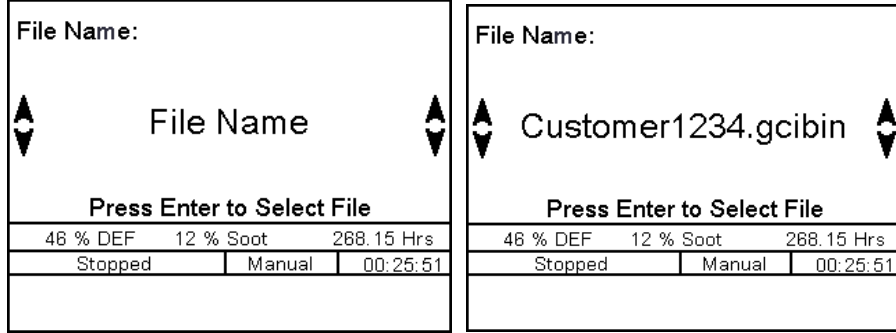 File Name:
File Name
Press Enter to Select File
46 % DEF 12 % Soot 268.15 Hrs
Stopped Manual 00:25:51
File Name:
Customer1234.gcibin
Press Enter to Select File
46 % DEF 12 % Soot 268.15 Hrs
Stopped Manual 00:25:51